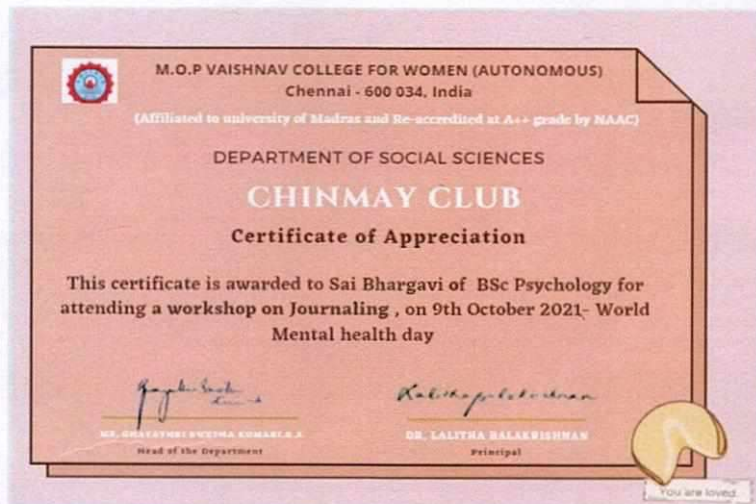 M.O.P VAISHNAV COLLEGE FOR WOMEN (AUTONOMOUS)
Chennai - 600 034, India
(Affiliated to university of Madras and Re-accredited at A++ grade by NAAC)
DEPARTMENT OF SOCIAL SCIENCES
CHINMAY CLUB
Certificate of Appreciation
This certificate is awarded to Sai Bhargavi of BSc Psychology for
attending a workshop on Journaling , on 9th October 2021- World
Mental health day
Lalitha Balakrishnan
DR. LALITHA BALAKRISHNAN
Head of the Department
Principal
You are loved.